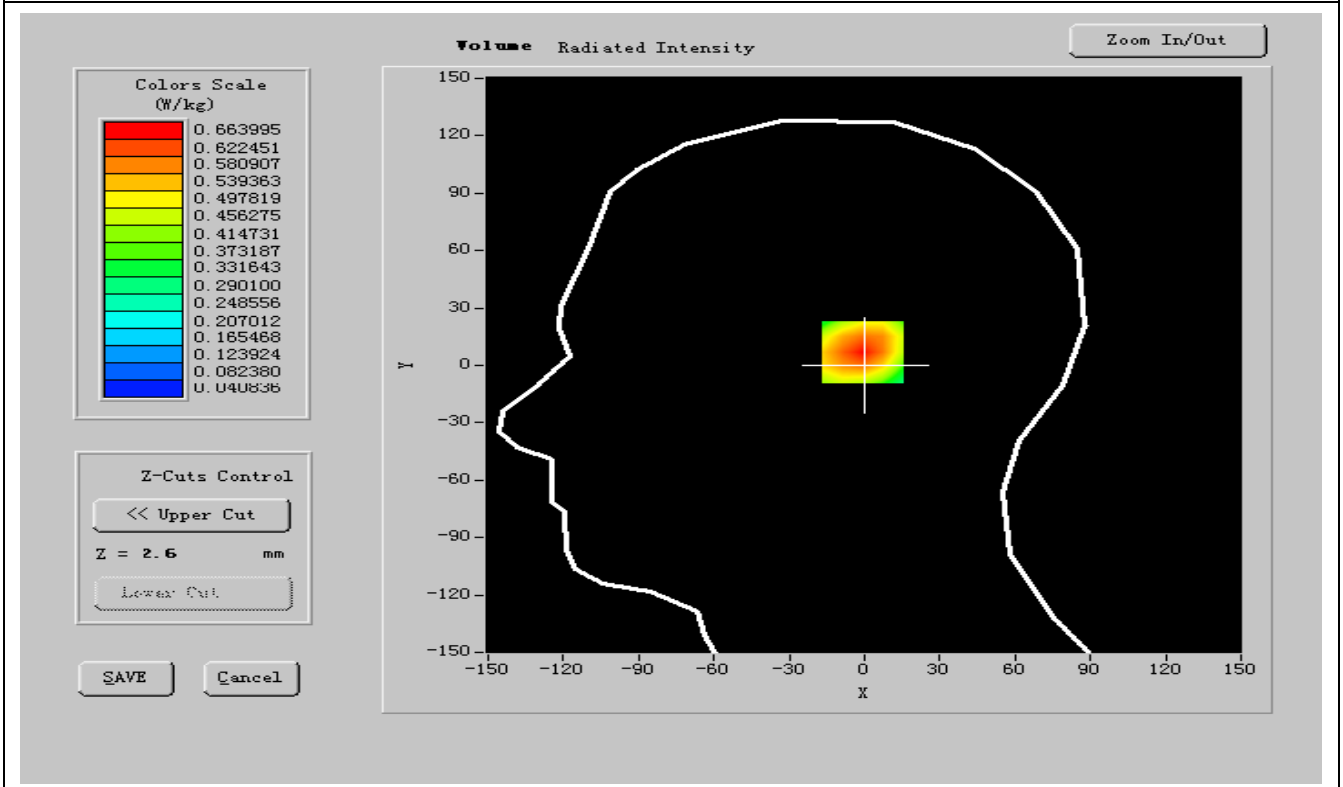 Volume Radiated Intensity
Zoom In/Out
Colors Scale
(W/kg)
0.663995
0.622451
0.580907
0.539363
0.497819
0.456275
0.414731
0.373187
0.331643
0.290100
0.248556
0.207012
0.165468
0.123924
0.082380
0.040836
Z-Cuts Control
<< Upper Cut
Z = 2.6 mm
Lower Cut
SAVE
Cancel
150
120
90
60
30
0
-30
-60
-90
-120
-150
Y
-150 -120 -90 -60 -30 0 30 60 90 120 150
X